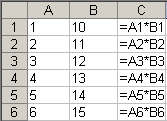 A B C
1 1 10 =A1*B1
2 2 11 =A2*B2
3 3 12 =A3*B3
4 4 13 =A4*B4
5 5 14 =A5*B5
6 6 15 =A6*B6